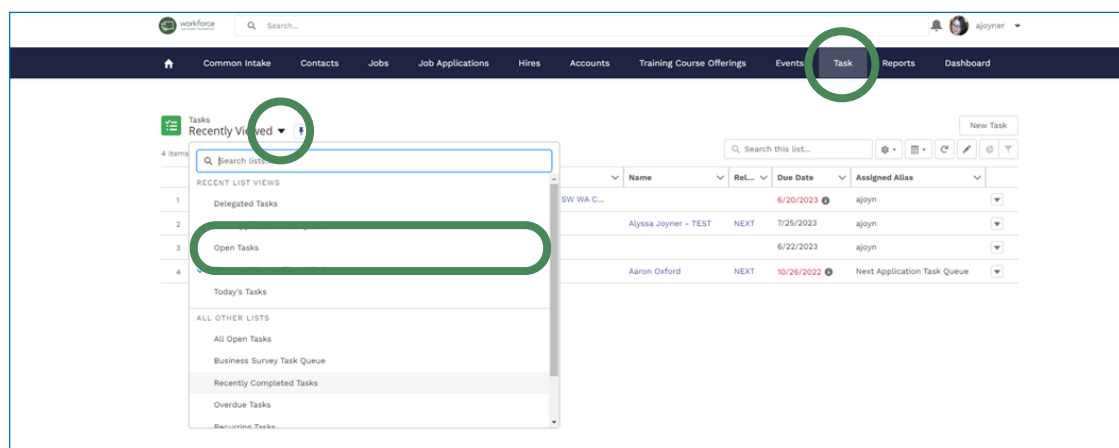 workforce
Search...
ajoyner
Common Intake Contacts Jobs Job Applications Hires Accounts Training Course Offerings Events Task Reports Dashboard
Tasks
Recently Viewed
New Task
4 items
Search this list...
Search lists...
Name Rel... Due Date Assigned Alias
RECENT LIST VIEWS
1 SW WA C... 6/20/2023 ajoyn
Delegated Tasks
2 Alyssa Joyner - TEST NEXT 7/25/2023 ajoyn
3 6/22/2023 ajoyn
Open Tasks
4 Aaron Oxford NEXT 10/26/2022 Next Application Task Queue
Today's Tasks
ALL OTHER LISTS
All Open Tasks
Business Survey Task Queue
Recently Completed Tasks
Overdue Tasks
Recurring Tasks